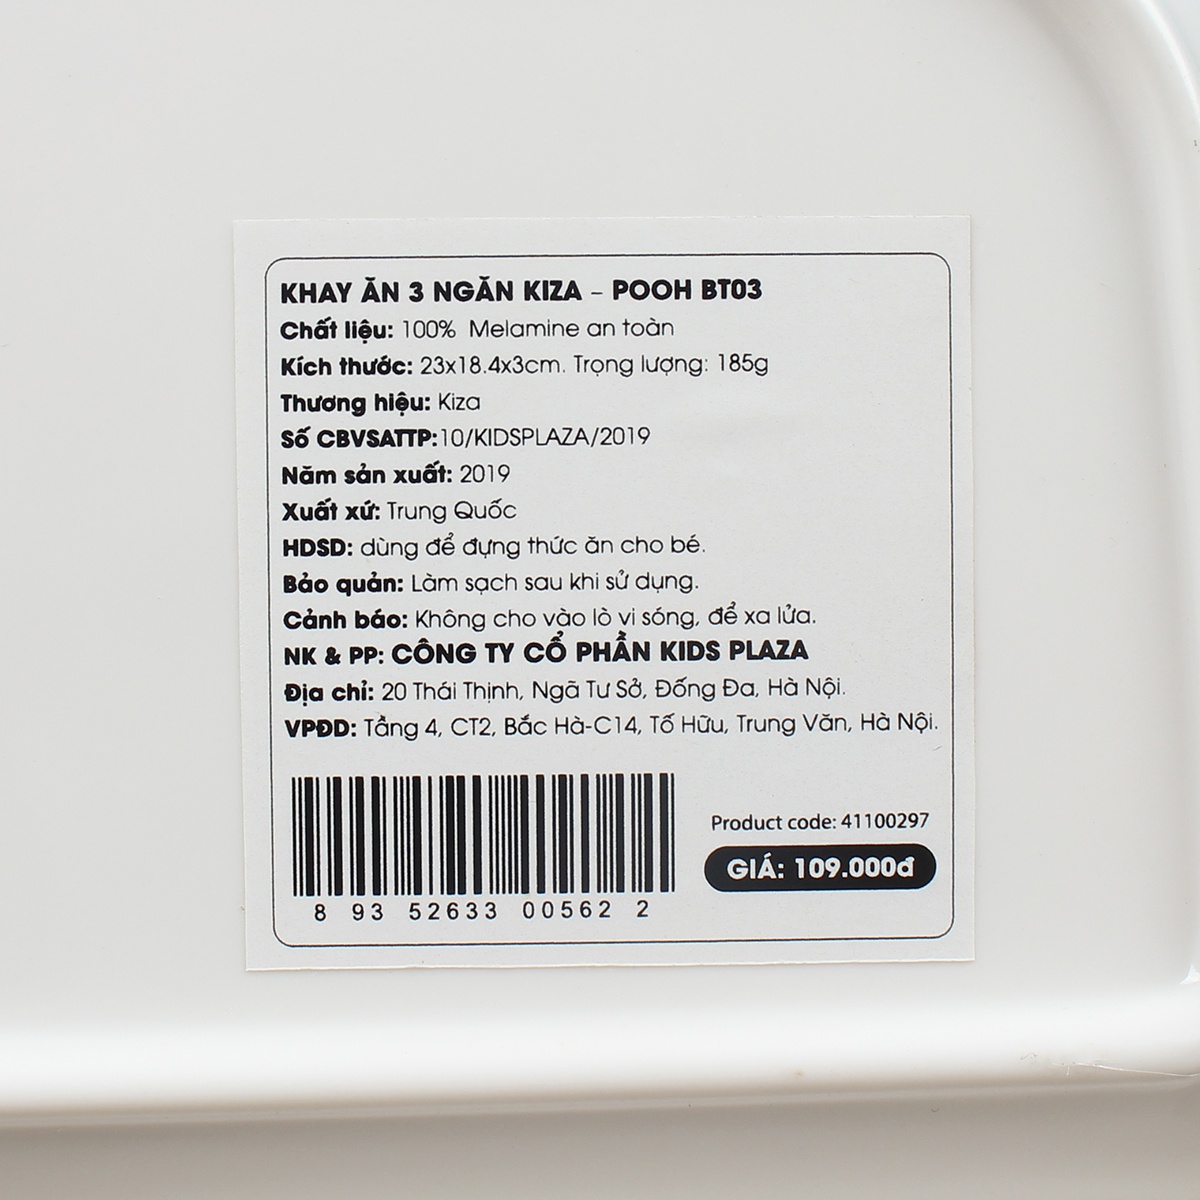 KHAY ĂN 3 NGĂN KIZA – POOH BT03
Chất liệu: 100% Melamine an toàn
Kích thước: 23x18.4x3cm. Trọng lượng: 185g
Thương hiệu: Kiza
Số CBVSATTP:10/KIDSPLAZA/2019
Năm sản xuất: 2019
Xuất xứ: Trung Quốc
HDSD: dùng để đựng thức ăn cho bé.
Bảo quản: Làm sạch sau khi sử dụng.
Cảnh báo: Không cho vào lò vi sóng, để xa lửa.
NK & PP: CÔNG TY CỔ PHẦN KIDS PLAZA
Địa chỉ: 20 Thái Thịnh, Ngã Tư Sở, Đống Đa, Hà Nội.
VPĐD: Tầng 4, CT2, Bắc Hà-C14, Tố Hữu, Trung Văn, Hà Nội.
Product code: 41100297
GIÁ: 109.000đ
8 93 52633 00562 2